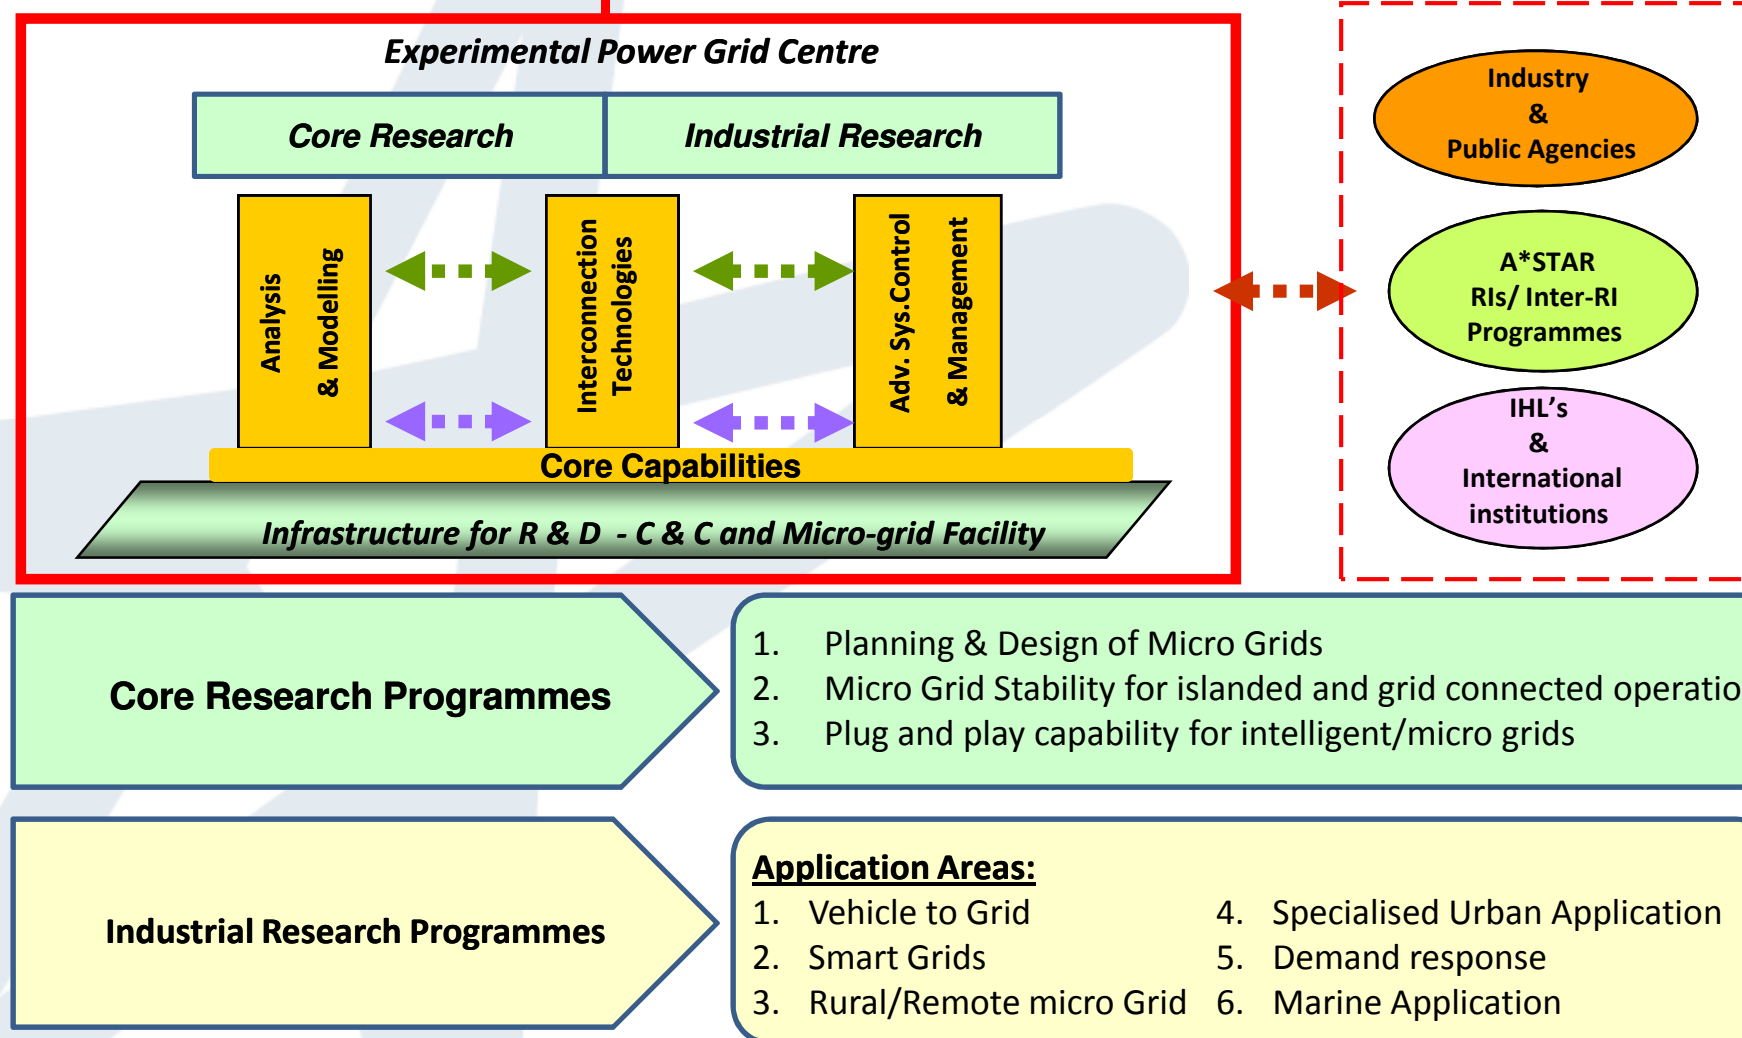 Experimental Power Grid Centre
Core Research
Industrial Research
Analysis
& Modelling
Interconnection
Technologies
Adv. Sys.Control
& Management
Core Capabilities
Infrastructure for R & D - C & C and Micro-grid Facility
Industry
&
Public Agencies
A*STAR
RIs/ Inter-RI
Programmes
IHL's
&
International
institutions
Core Research Programmes
1. Planning & Design of Micro Grids
2. Micro Grid Stability for islanded and grid connected operatio
3. Plug and play capability for intelligent/micro grids
Industrial Research Programmes
Application Areas:
1. Vehicle to Grid
2. Smart Grids
3. Rural/Remote micro Grid
4. Specialised Urban Application
5. Demand response
6. Marine Application